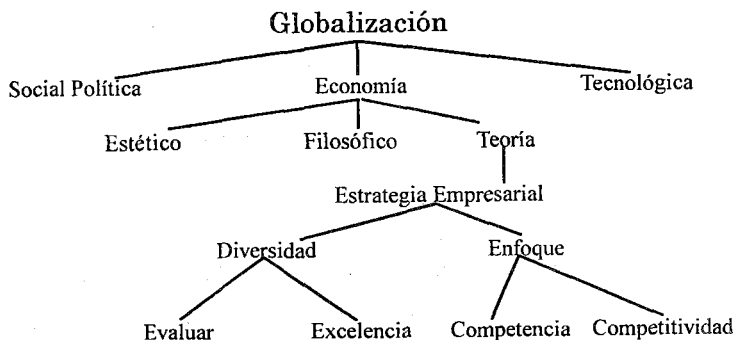 Globalización
Social Política Economía Tecnológica
Estético Filosófico Teoría
Estrategia Empresarial
Diversidad Enfoque
Evaluar Excelencia Competencia Competitividad